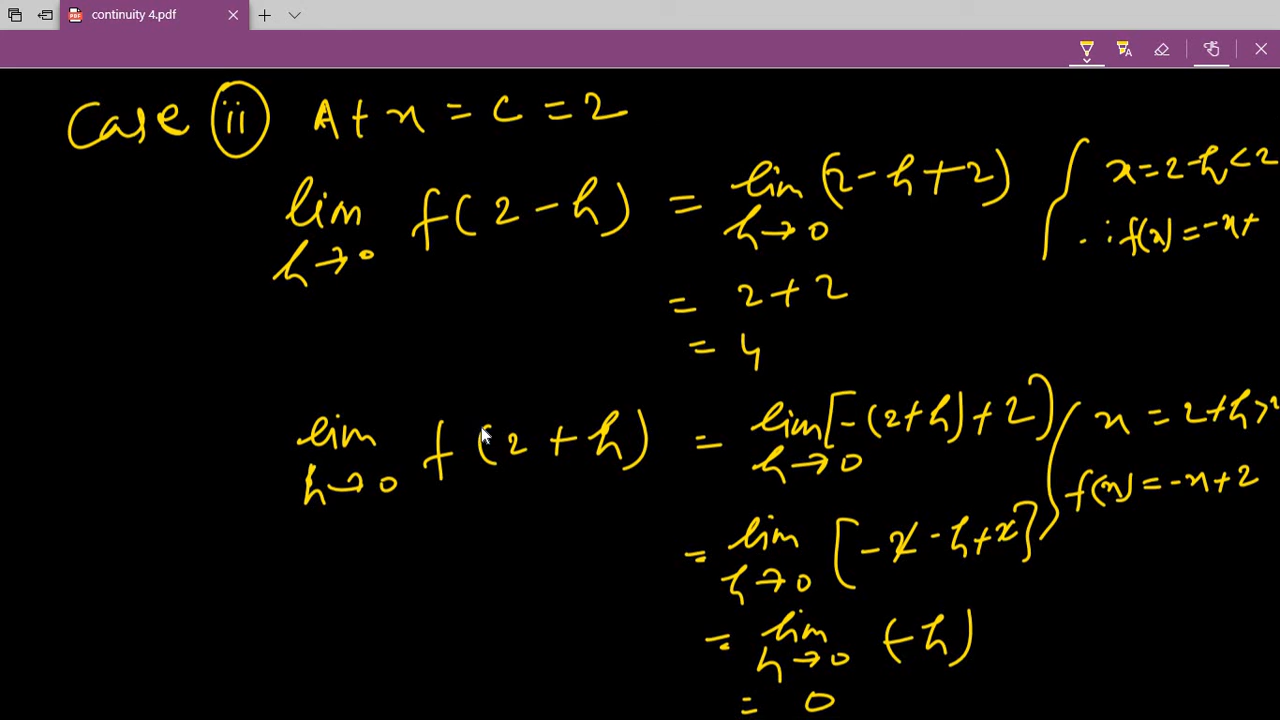 continuity 4.pdf
Case (ii) At x = c = 2
lim f(2-h) = lim (2-h+2) { x = 2-h < 2
h→0 h→0 ∴ f(x) = -x+
= 2+2
= 4
lim f(2+h) = lim [-(2+h)+2] { x = 2+h >
h→0 h→0 f(x) = -x+2
= lim [-2-h+2]
h→0
= lim (-h)
h→0
= 0